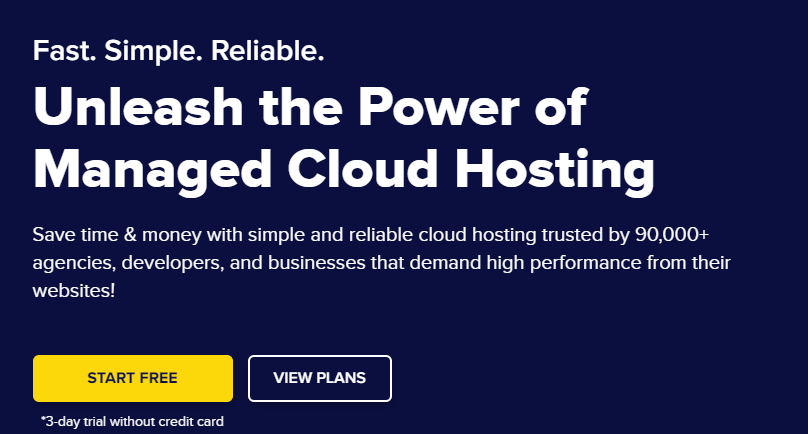 Fast. Simple. Reliable.
Unleash the Power of
Managed Cloud Hosting
Save time & money with simple and reliable cloud hosting trusted by 90,000+
agencies, developers, and businesses that demand high performance from their
websites!
START FREE
VIEW PLANS
*3-day trial without credit card